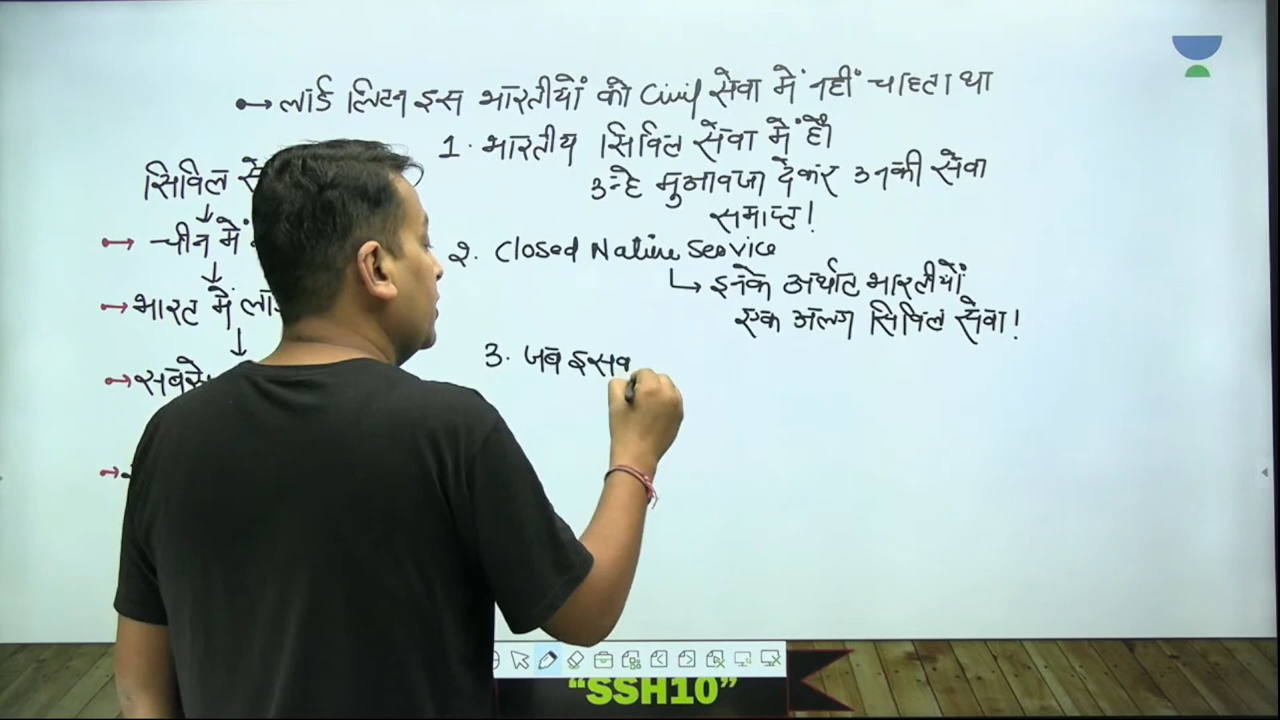 •→ लार्ड लिटन इस भारतीयों को Civil सेवा में नहीं चाहता था
1. भारतीय सिविल सेवा में हैं
उन्हे मुआवजा देकर उनकी सेवा
समाप्त!
2. Closed Native Service
↳ इनके अर्थात भारतीयों
एक अलग सिविल सेवा!
3. जब इसव
सिविल
↓
→ चीन में
↓
→ भारत में
↓
→ सबसे
→
"SSH10"